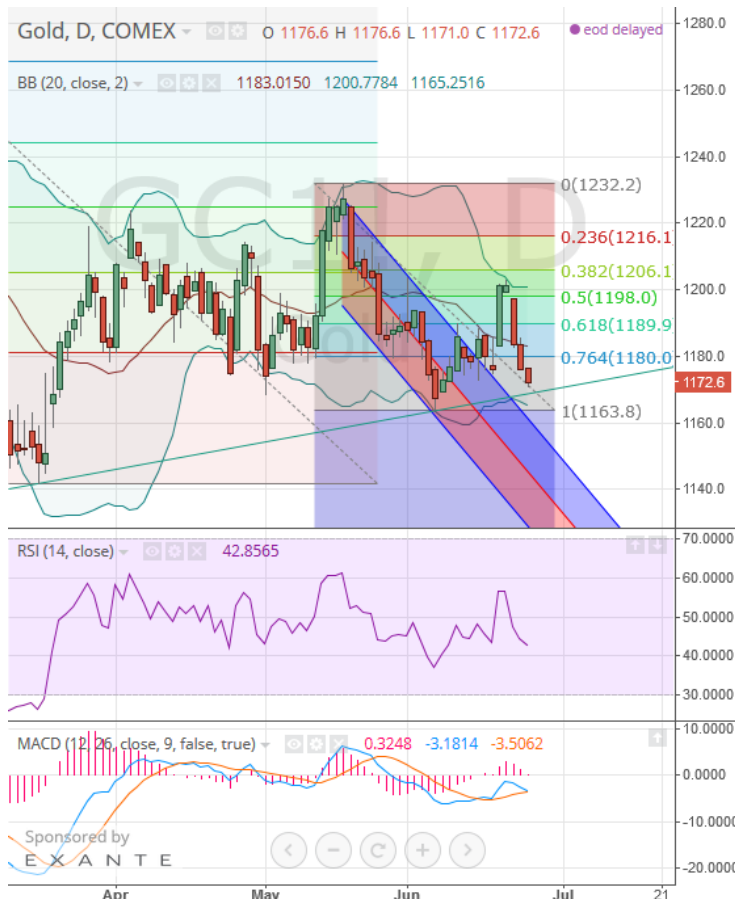 Gold, D, COMEX O 1176.6 H 1176.6 L 1171.0 C 1172.6 eod delayed
BB (20, close, 2) 1183.0150 1200.7784 1165.2516
GC1!, D
Gold
0(1232.2)
0.236(1216.1)
0.382(1206.1)
0.5(1198.0)
0.618(1189.9)
0.764(1180.0)
1(1163.8)
1280.0
1260.0
1240.0
1220.0
1200.0
1180.0
1172.6
1160.0
1140.0
RSI (14, close) 42.8565
70.0000
60.0000
50.0000
40.0000
30.0000
MACD (12, 26, close, 9, false, true) 0.3248 -3.1814 -3.5062
10.0000
0.0000
-10.0000
-20.0000
Sponsored by
EXANTE
Apr May Jun Jul 21